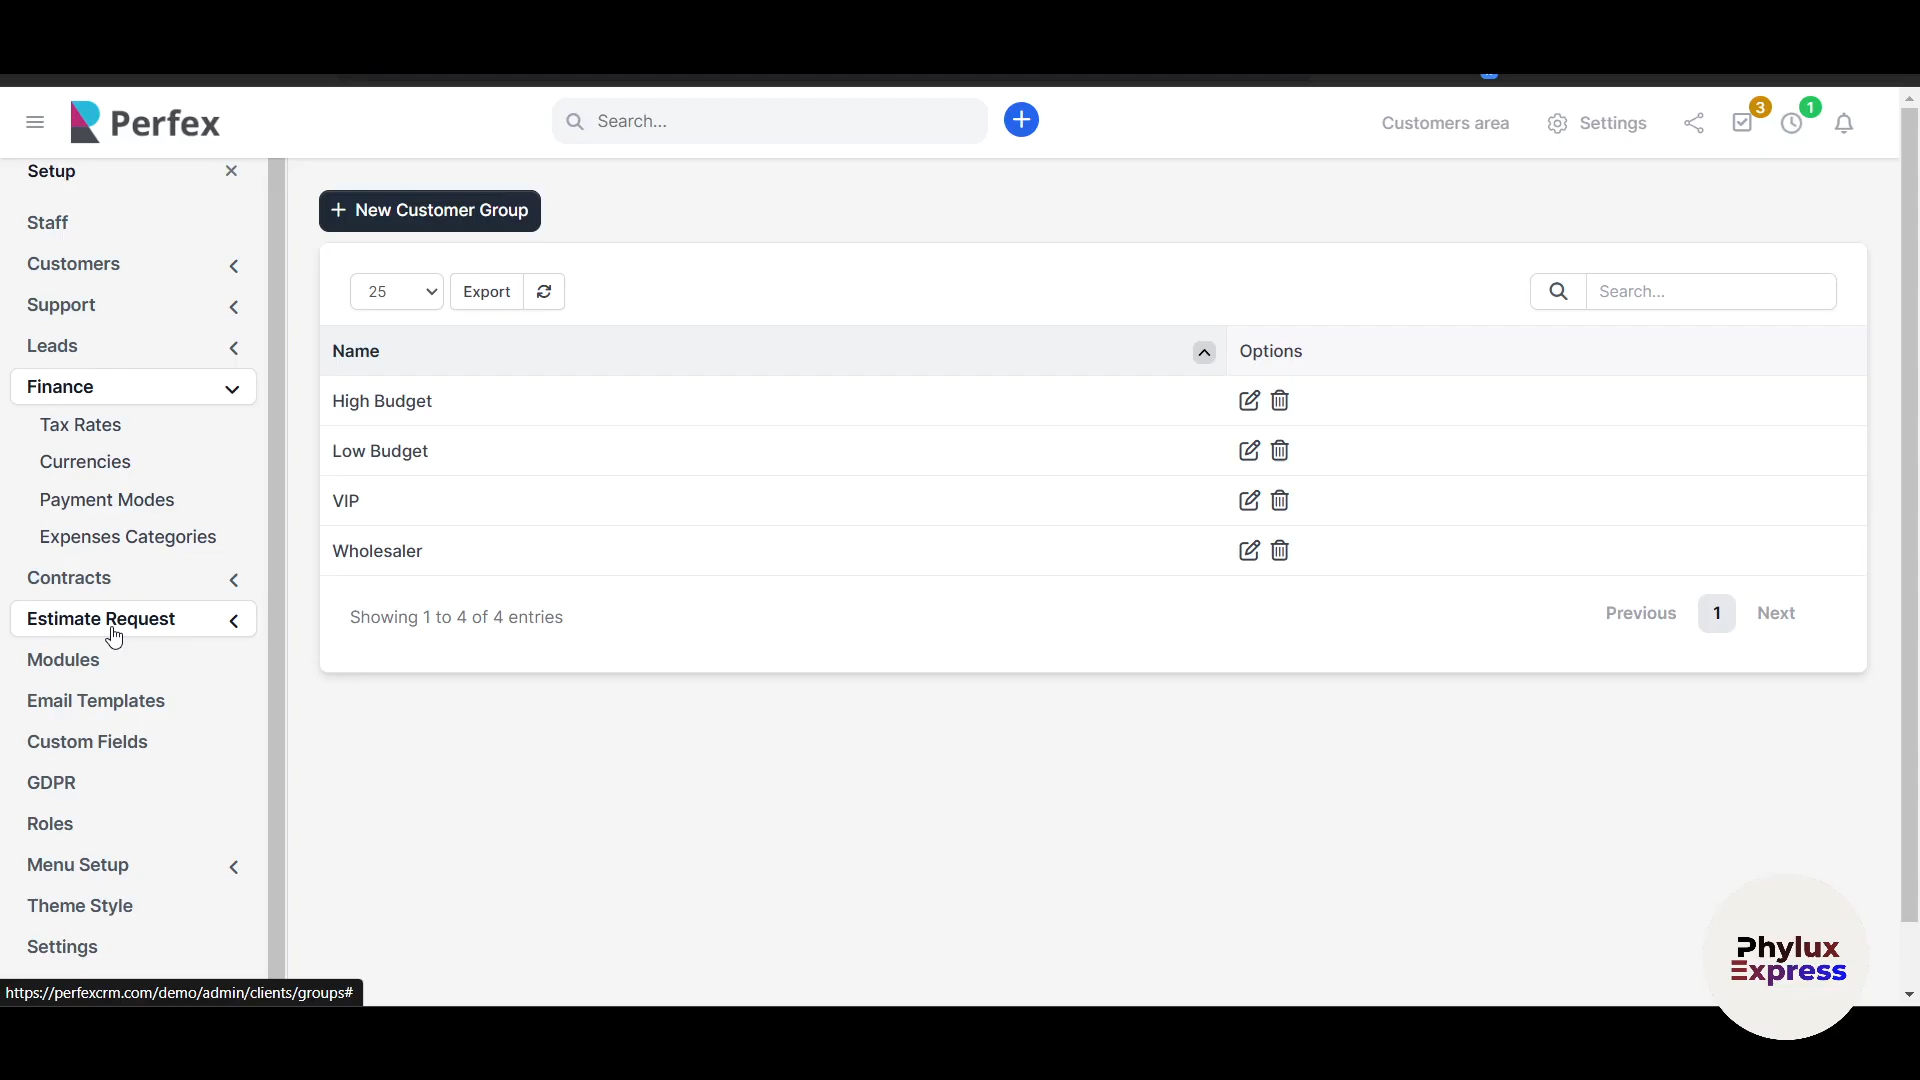 Perfex
Search...
Customers area
Settings
3
1
Setup
Staff
Customers
Support
Leads
Finance
Tax Rates
Currencies
Payment Modes
Expenses Categories
Contracts
Estimate Request
Modules
Email Templates
Custom Fields
GDPR
Roles
Menu Setup
Theme Style
Settings
https://perfexcrm.com/demo/admin/clients/groups#
New Customer Group
25
Export
Search...
Name
Options
High Budget
Low Budget
VIP
Wholesaler
Showing 1 to 4 of 4 entries
Previous
1
Next
Phylux
Express